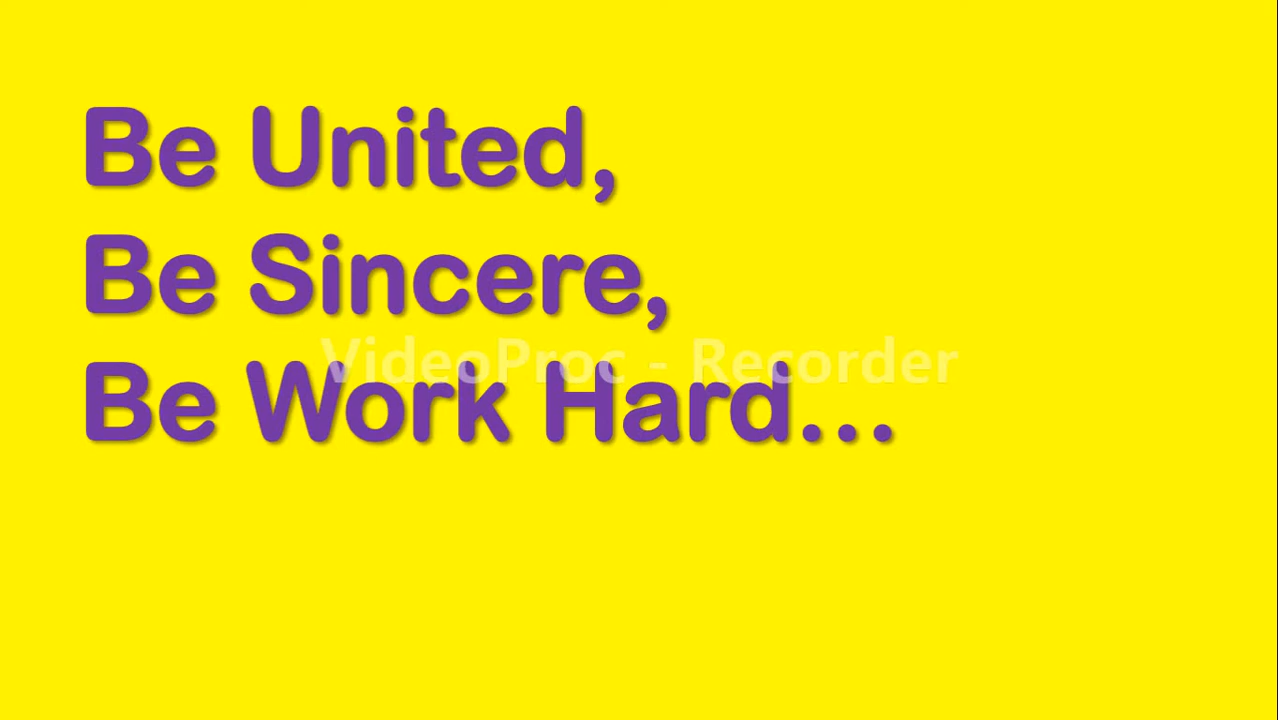 Be United,
Be Sincere,
VideoProc - Recorder
Be Work Hard...